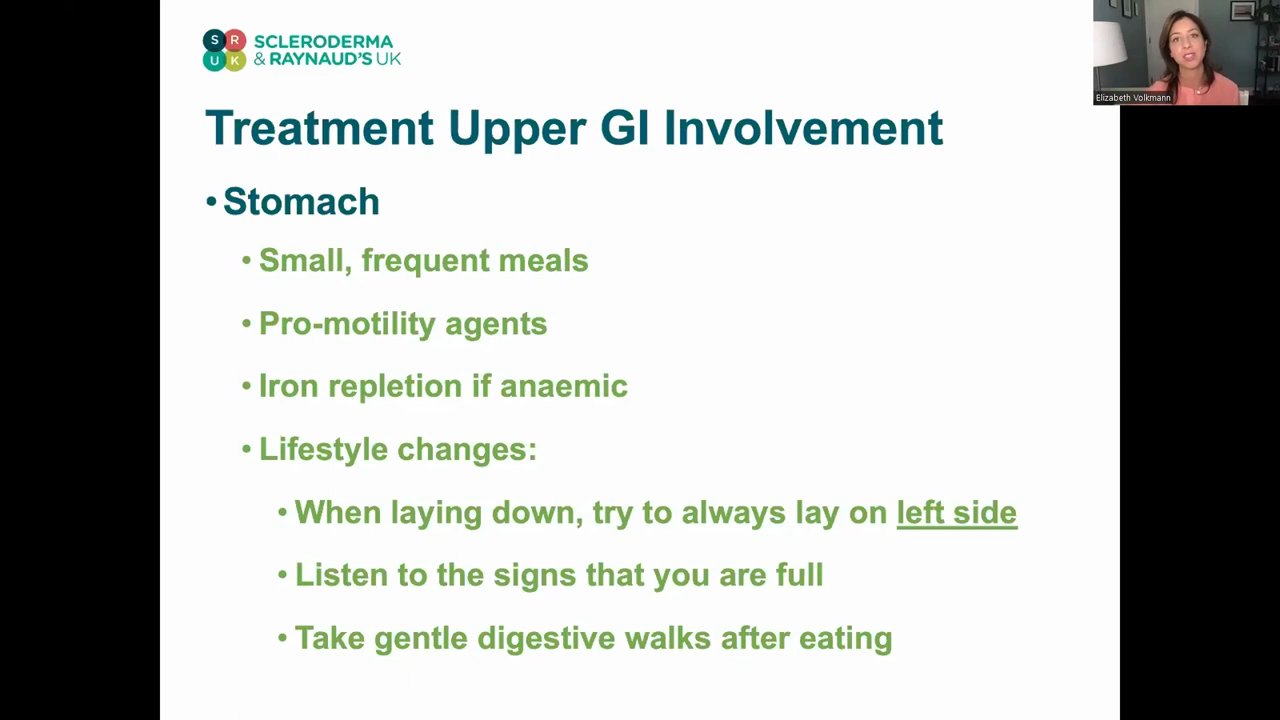 S R
U K
SCLERODERMA
& RAYNAUD'S UK
Elizabeth Volkmann
Treatment Upper GI Involvement
• Stomach
• Small, frequent meals
• Pro-motility agents
• Iron repletion if anaemic
• Lifestyle changes:
• When laying down, try to always lay on left side
• Listen to the signs that you are full
• Take gentle digestive walks after eating